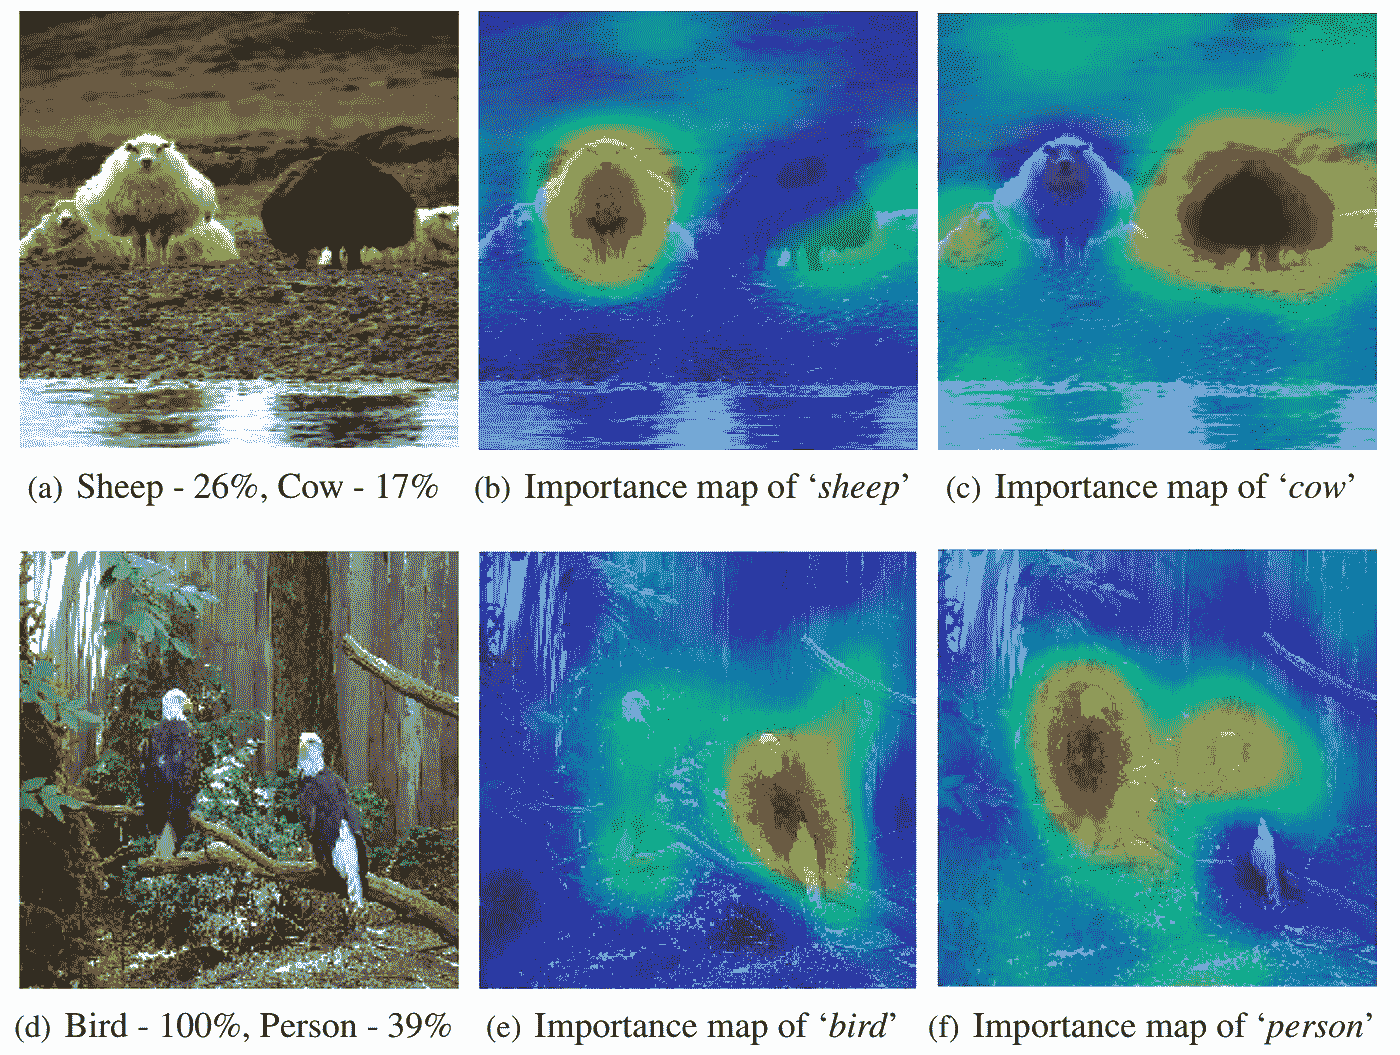 (a) Sheep - 26%, Cow - 17%
(b) Importance map of ‘sheep’
(c) Importance map of ‘cow’
(d) Bird - 100%, Person - 39%
(e) Importance map of ‘bird’
(f) Importance map of ‘person’